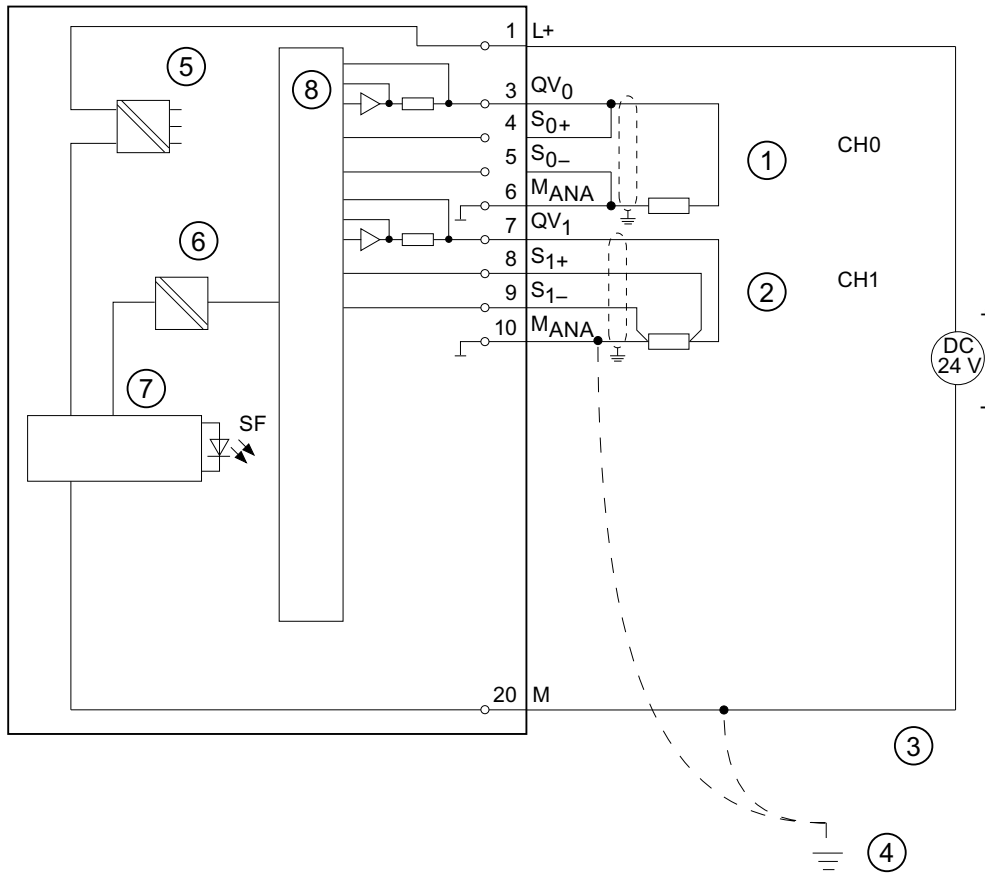 1 L+
5
8
3 QV0
4 S0+
5 S0–
1
CH0
6 MANA
7 QV1
6
8 S1+
9 S1–
2
CH1
10 MANA
DC
24 V
7
SF
20 M
3
4